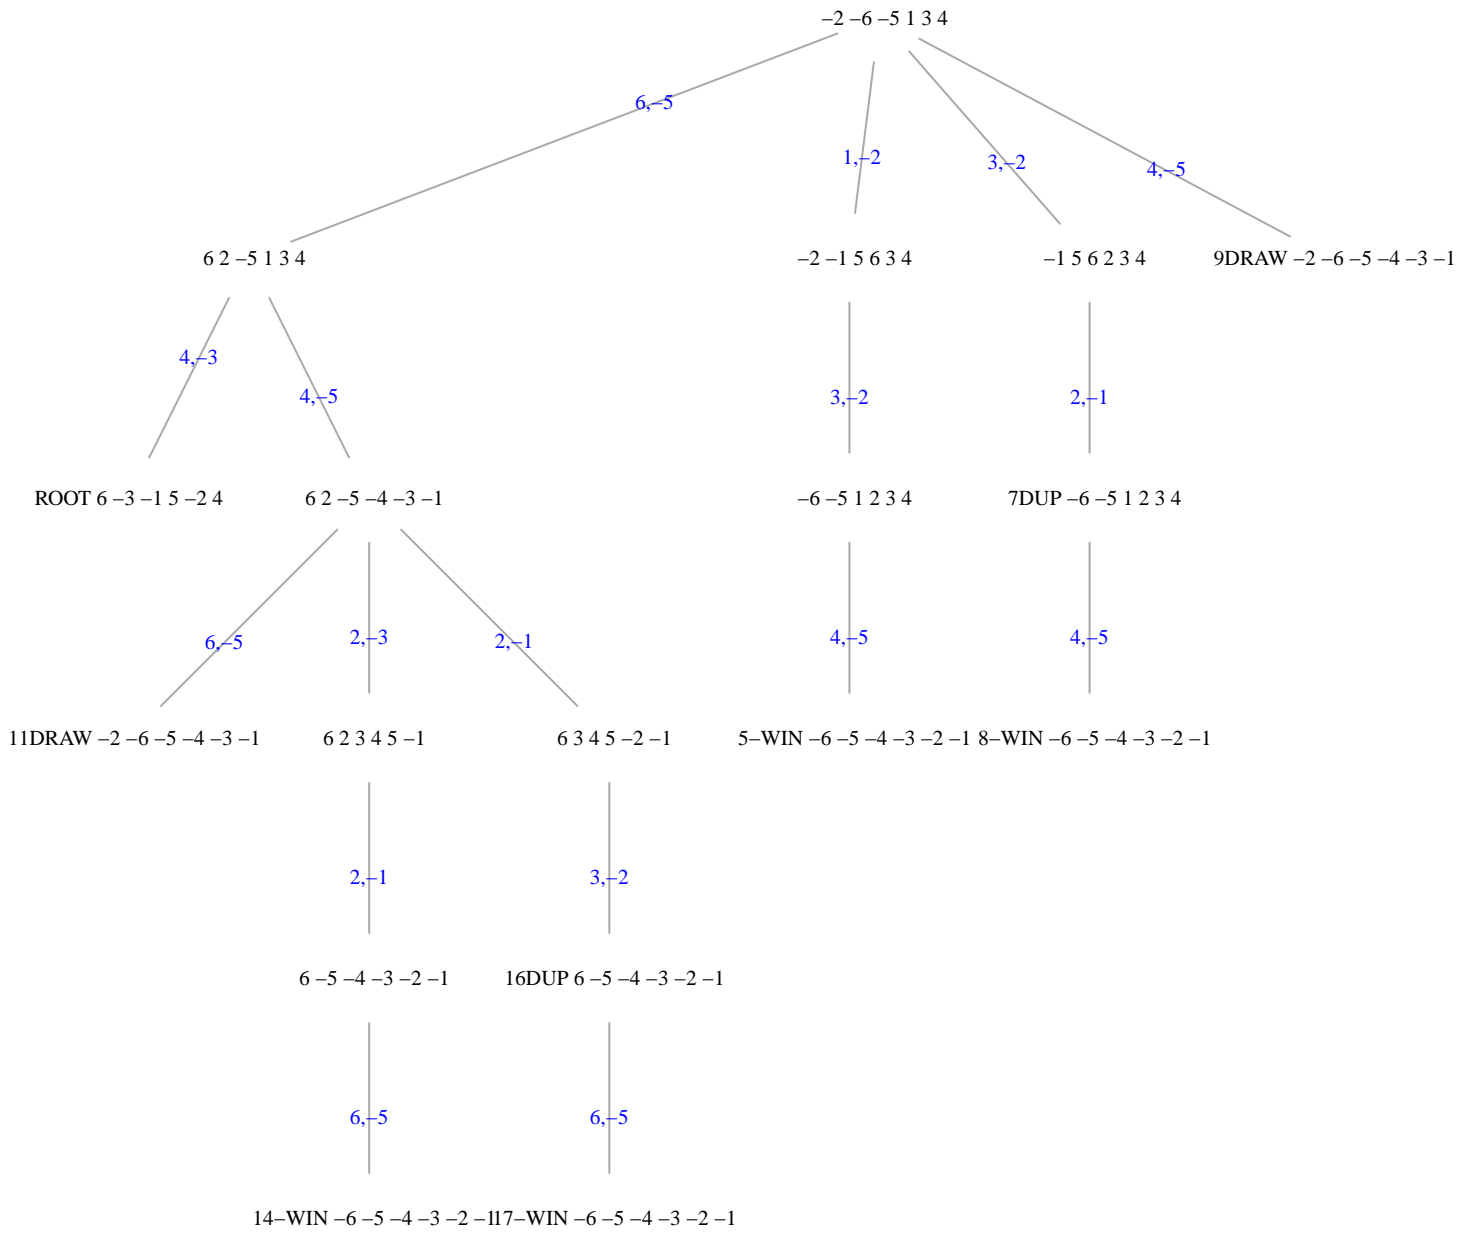 –2 –6 –5 1 3 4
6,–5
1,–2
3,–2
4,–5
6 2 –5 1 3 4
–2 –1 5 6 3 4
–1 5 6 2 3 4
9DRAW –2 –6 –5 –4 –3 –1
4,–3
4,–5
3,–2
2,–1
ROOT 6 –3 –1 5 –2 4
6 2 –5 –4 –3 –1
–6 –5 1 2 3 4
7DUP –6 –5 1 2 3 4
6,–5
2,–3
2,–1
4,–5
4,–5
11DRAW –2 –6 –5 –4 –3 –1
6 2 3 4 5 –1
6 3 4 5 –2 –1
5–WIN –6 –5 –4 –3 –2 –1
8–WIN –6 –5 –4 –3 –2 –1
2,–1
3,–2
6 –5 –4 –3 –2 –1
16DUP 6 –5 –4 –3 –2 –1
6,–5
6,–5
14–WIN –6 –5 –4 –3 –2 –1
17–WIN –6 –5 –4 –3 –2 –1